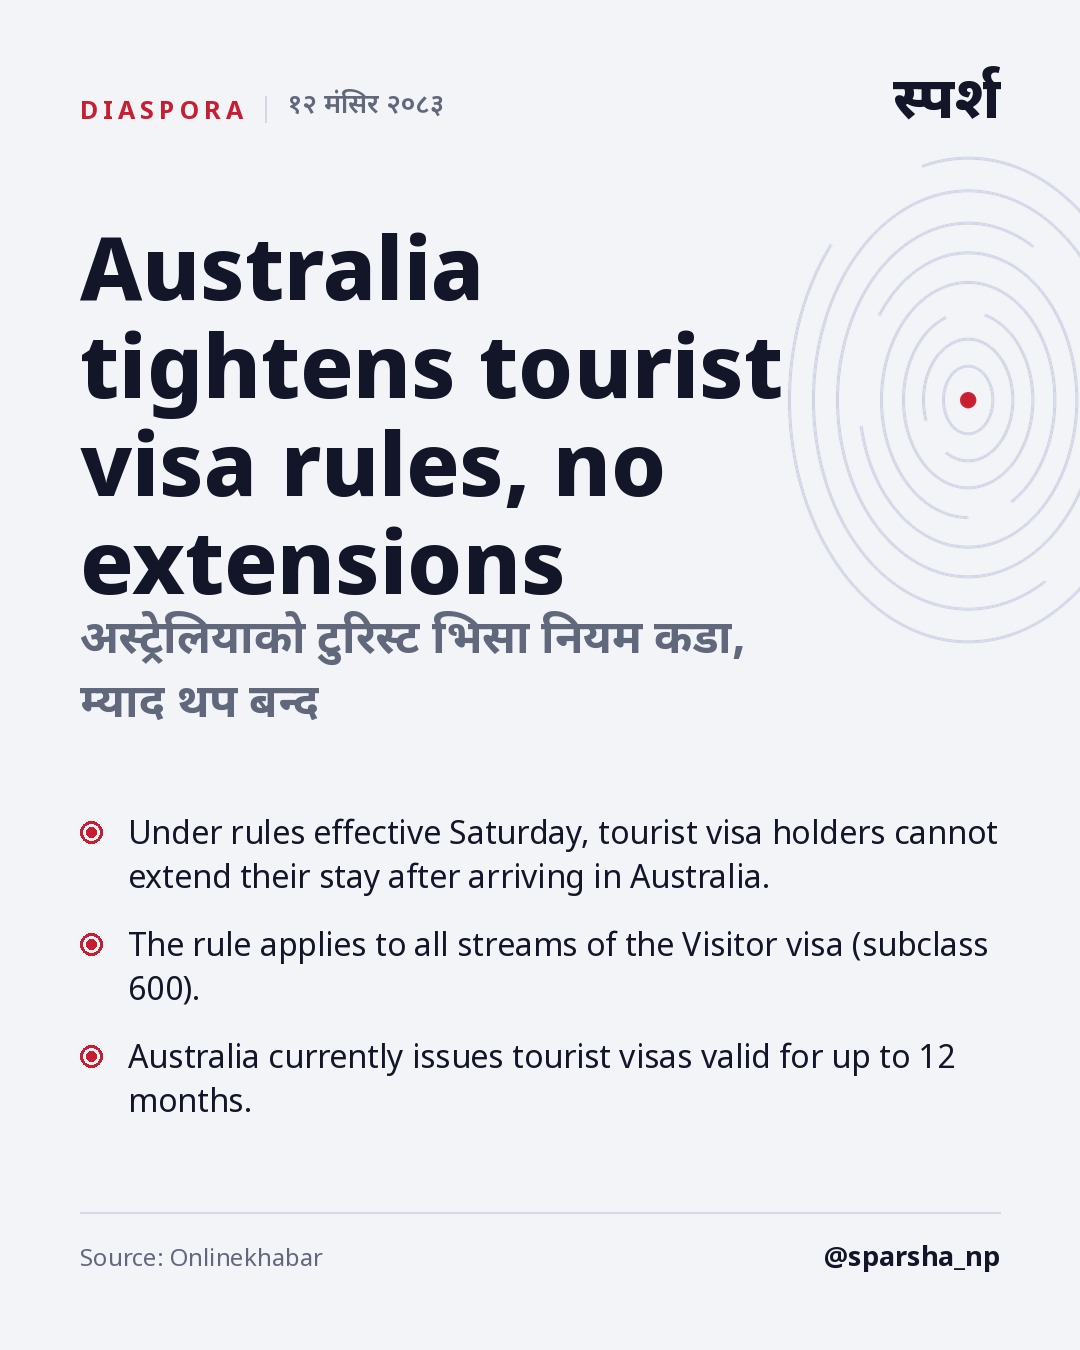 DIASPORA | १२ मंसिर २०८३
स्पर्श
Australia
tightens tourist
visa rules, no
extensions
अस्ट्रेलियाको टुरिस्ट भिसा नियम कडा,
म्याद थप बन्द
Under rules effective Saturday, tourist visa holders cannot
extend their stay after arriving in Australia.
The rule applies to all streams of the Visitor visa (subclass
600).
Australia currently issues tourist visas valid for up to 12
months.
Source: Onlinekhabar
@sparsha_np